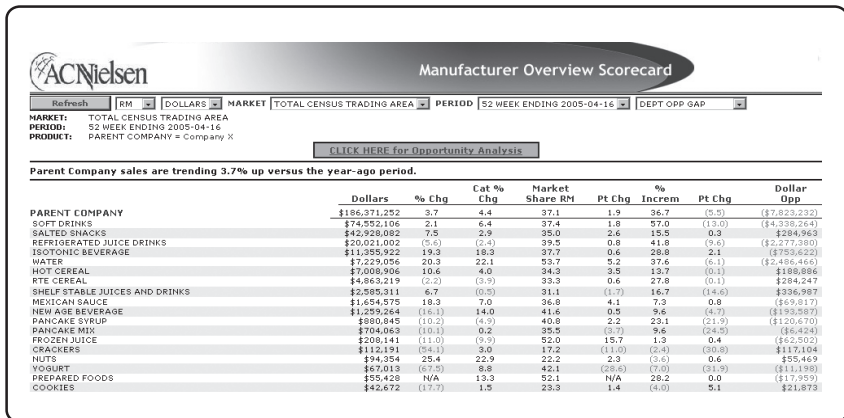 ACNielsen
Manufacturer Overview Scorecard
Refresh RM DOLLARS MARKET TOTAL CENSUS TRADING AREA PERIOD 52 WEEK ENDING 2005-04-16 DEPT OPP GAP
MARKET: TOTAL CENSUS TRADING AREA
PERIOD: 52 WEEK ENDING 2005-04-16
PRODUCT: PARENT COMPANY = Company X
CLICK HERE for Opportunity Analysis
Parent Company sales are trending 3.7% up versus the year-ago period.
Dollars % Chg Cat % Chg Market Share RM Pt Chg % Increm Pt Chg Dollar Opp
PARENT COMPANY $186,371,252 3.7 4.4 37.1 1.9 36.7 (5.5) ($7,823,232)
SOFT DRINKS $74,552,106 2.1 6.4 37.4 1.8 57.0 (13.0) ($4,338,264)
SALTED SNACKS $42,928,082 7.5 2.9 35.0 2.6 15.5 0.3 $284,963
REFRIGERATED JUICE DRINKS $20,021,002 (5.6) (2.4) 39.5 0.8 41.8 (9.6) ($2,277,380)
ISOTONIC BEVERAGE $11,355,922 19.3 18.3 37.7 0.6 28.8 2.1 ($753,622)
WATER $7,229,056 20.3 22.1 53.7 5.2 37.6 (6.1) ($2,486,466)
HOT CEREAL $7,008,906 10.6 4.0 34.3 3.5 13.7 (0.1) $188,886
RTE CEREAL $4,863,219 (2.2) (3.9) 33.3 0.6 27.8 (0.1) $284,247
SHELF STABLE JUICES AND DRINKS $2,585,311 6.7 (0.5) 31.1 (1.7) 16.7 (14.6) $336,987
MEXICAN SAUCE $1,654,575 18.3 7.0 36.8 4.1 7.3 0.8 ($69,817)
NEW AGE BEVERAGE $1,259,264 (16.1) 14.0 41.6 0.5 9.6 (4.7) ($193,587)
PANCAKE SYRUP $880,845 (10.2) (4.9) 40.8 2.2 23.1 (21.9) ($120,670)
PANCAKE MIX $704,063 (10.1) 0.2 35.5 (3.7) 9.6 (24.5) ($6,424)
FROZEN JUICE $208,141 (11.0) (9.9) 52.0 15.7 1.3 0.4 ($62,502)
CRACKERS $112,191 (54.1) 3.0 17.2 (11.0) (2.4) (30.8) $117,104
NUTS $94,354 25.4 22.9 22.2 2.3 (3.6) 0.6 $55,469
YOGURT $67,013 (67.5) 8.8 42.1 (28.6) (7.0) (31.9) ($11,198)
PREPARED FOODS $55,428 N/A 13.3 52.1 N/A 28.2 0.0 ($17,959)
COOKIES $42,672 (17.7) 1.5 23.3 1.4 (4.0) 5.1 $21,873